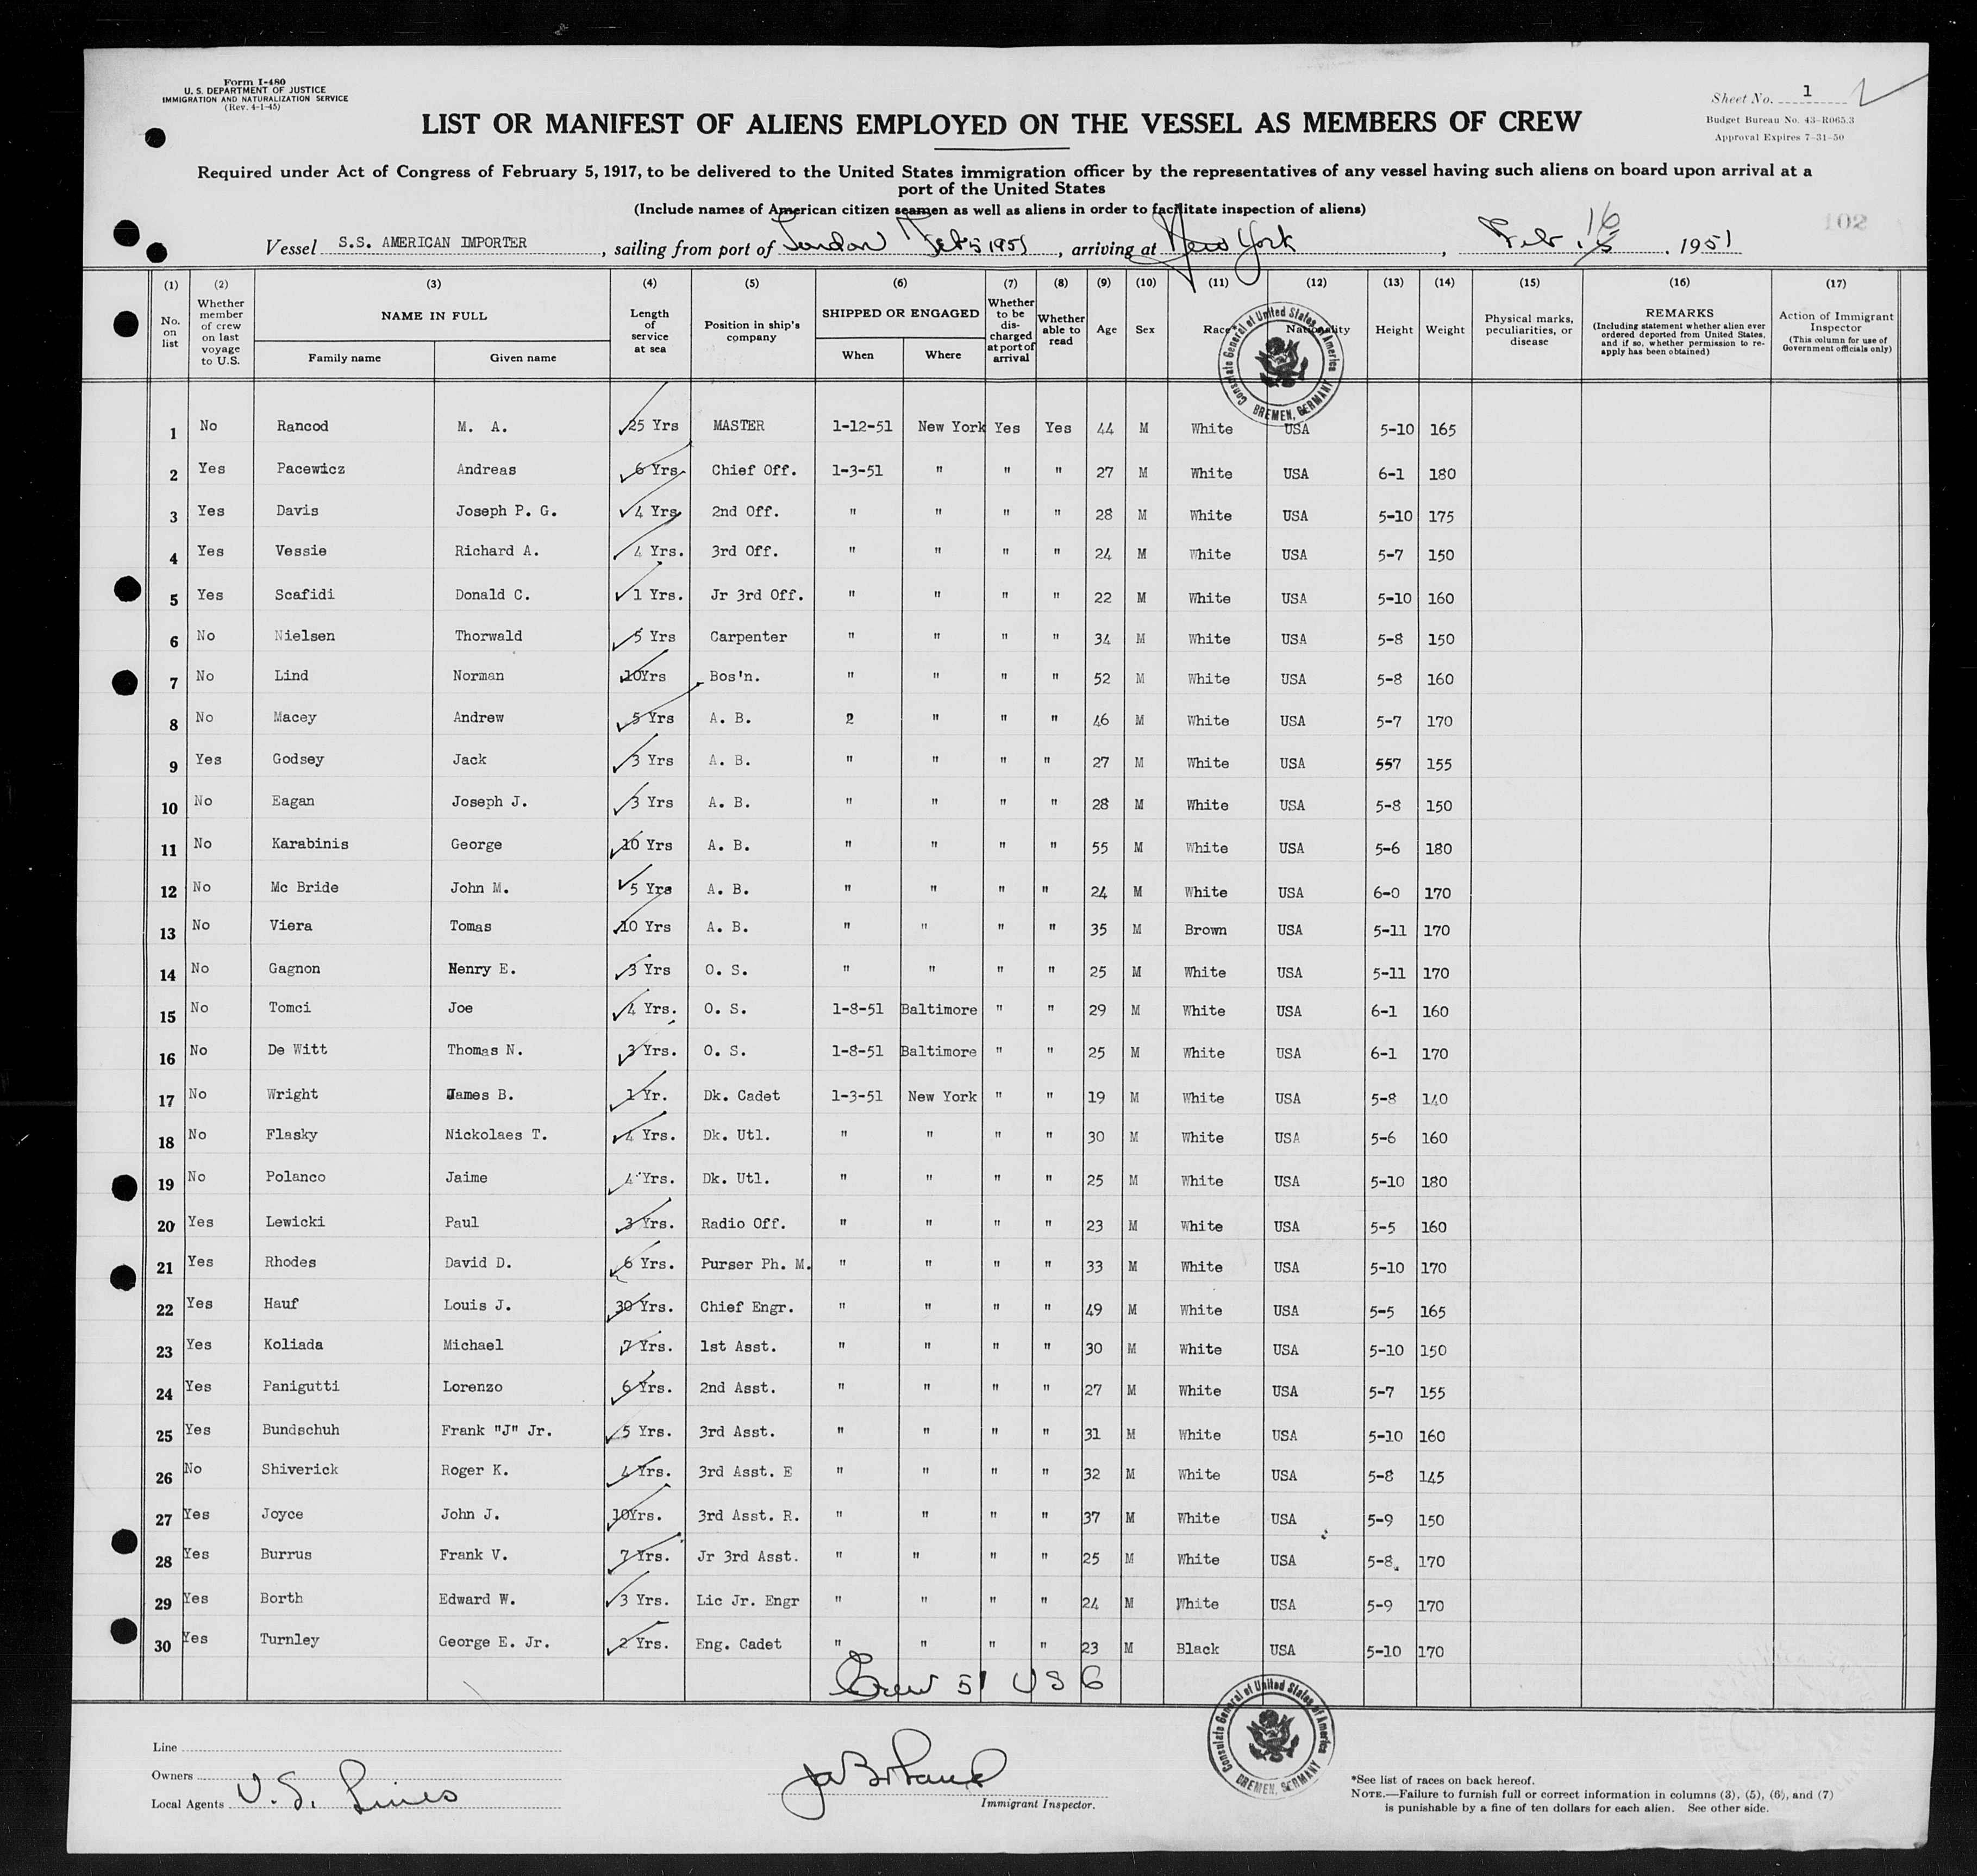 Form I-480
U. S. DEPARTMENT OF JUSTICE
IMMIGRATION AND NATURALIZATION SERVICE
(Rev. 4-1-45)
Sheet No. 1
Budget Bureau No. 43-R065.3
Approval Expires 7-31-50
LIST OR MANIFEST OF ALIENS EMPLOYED ON THE VESSEL AS MEMBERS OF CREW
Required under Act of Congress of February 5, 1917, to be delivered to the United States immigration officer by the representatives of any vessel having such aliens on board upon arrival at a
port of the United States
(Include names of American citizen seamen as well as aliens in order to facilitate inspection of aliens)
102
Vessel S.S. AMERICAN IMPORTER, sailing from port of London Feb 5 1951, arriving at New York, Feb. 16, 1951
(1) (2) (3) (4) (5) (6) (7) (8) (9) (10) (11) (12) (13) (14) (15) (16) (17)
No. on list
Whether member of crew on last voyage to U.S.
NAME IN FULL
Family name
Given name
Length of service at sea
Position in ship's company
SHIPPED OR ENGAGED
When
Where
Whether to be discharged at port of arrival
Whether able to read
Age
Sex
Race*
Nationality
Height
Weight
Physical marks, peculiarities, or disease
REMARKS
(Including statement whether alien ever ordered deported from United States, and if so, whether permission to re-apply has been obtained)
Action of Immigrant Inspector
(This column for use of Government officials only)
Consulate General of United States of America
BREMEN, GERMANY
1 No Rancod M. A. 25 Yrs MASTER 1-12-51 New York Yes Yes 44 M White USA 5-10 165
2 Yes Pacewicz Andreas 6 Yrs. Chief Off. 1-3-51 " " " 27 M White USA 6-1 180
3 Yes Davis Joseph P. G. 4 Yrs. 2nd Off. " " " " 28 M White USA 5-10 175
4 Yes Vessie Richard A. 4 Yrs. 3rd Off. " " " " 24 M White USA 5-7 150
5 Yes Scafidi Donald C. 1 Yrs. Jr 3rd Off. " " " " 22 M White USA 5-10 160
6 No Nielsen Thorwald 5 Yrs Carpenter " " " " 34 M White USA 5-8 150
7 No Lind Norman 10Yrs Bos'n. " " " " 52 M White USA 5-8 160
8 No Macey Andrew 5 Yrs A. B. 2 " " " 46 M White USA 5-7 170
9 Yes Godsey Jack 3 Yrs A. B. " " " " 27 M White USA 557 155
10 No Eagan Joseph J. 3 Yrs A. B. " " " " 28 M White USA 5-8 150
11 No Karabinis George 10 Yrs A. B. " " " " 55 M White USA 5-6 180
12 No Mc Bride John M. 5 Yrs A. B. " " " " 24 M White USA 6-0 170
13 No Viera Tomas 10 Yrs A. B. " " " " 35 M Brown USA 5-11 170
14 No Gagnon Henry E. 3 Yrs O. S. " " " " 25 M White USA 5-11 170
15 No Tomci Joe 4 Yrs. O. S. 1-8-51 Baltimore " " 29 M White USA 6-1 160
16 No De Witt Thomas N. 3 Yrs. O. S. 1-8-51 Baltimore " " 25 M White USA 6-1 170
17 No Wright James B. 1 Yr. Dk. Cadet 1-3-51 New York " " 19 M White USA 5-8 140
18 No Flasky Nickolaes T. 4 Yrs. Dk. Utl. " " " " 30 M White USA 5-6 160
19 No Polanco Jaime 4 Yrs. Dk. Utl. " " " " 25 M White USA 5-10 180
20 Yes Lewicki Paul 3 Yrs. Radio Off. " " " " 23 M White USA 5-5 160
21 Yes Rhodes David D. 6 Yrs. Purser Ph. M. " " " " 33 M White USA 5-10 170
22 Yes Hauf Louis J. 30 Yrs. Chief Engr. " " " " 49 M White USA 5-5 165
23 Yes Koliada Michael 7 Yrs. 1st Asst. " " " " 30 M White USA 5-10 150
24 Yes Panigutti Lorenzo 6 Yrs. 2nd Asst. " " " " 27 M White USA 5-7 155
25 Yes Bundschuh Frank "J" Jr. 5 Yrs. 3rd Asst. " " " " 31 M White USA 5-10 160
26 No Shiverick Roger K. 4 Yrs. 3rd Asst. E " " " " 32 M White USA 5-8 145
27 Yes Joyce John J. 10Yrs. 3rd Asst. R. " " " " 37 M White USA 5-9 150
28 Yes Burrus Frank V. 7 Yrs. Jr 3rd Asst. " " " " 25 M White USA 5-8 170
29 Yes Borth Edward W. 3 Yrs. Lic Jr. Engr " " " " 24 M White USA 5-9 170
30 Yes Turnley George E. Jr. 2 Yrs. Eng. Cadet " " " " 23 M Black USA 5-10 170
Crew 51 US 6
Line
Owners
Local Agents U. S. Lines
Immigrant Inspector.
Consulate General of United States of America
BREMEN, GERMANY
*See list of races on back hereof.
NOTE.—Failure to furnish full or correct information in columns (3), (5), (6), and (7)
is punishable by a fine of ten dollars for each alien. See other side.